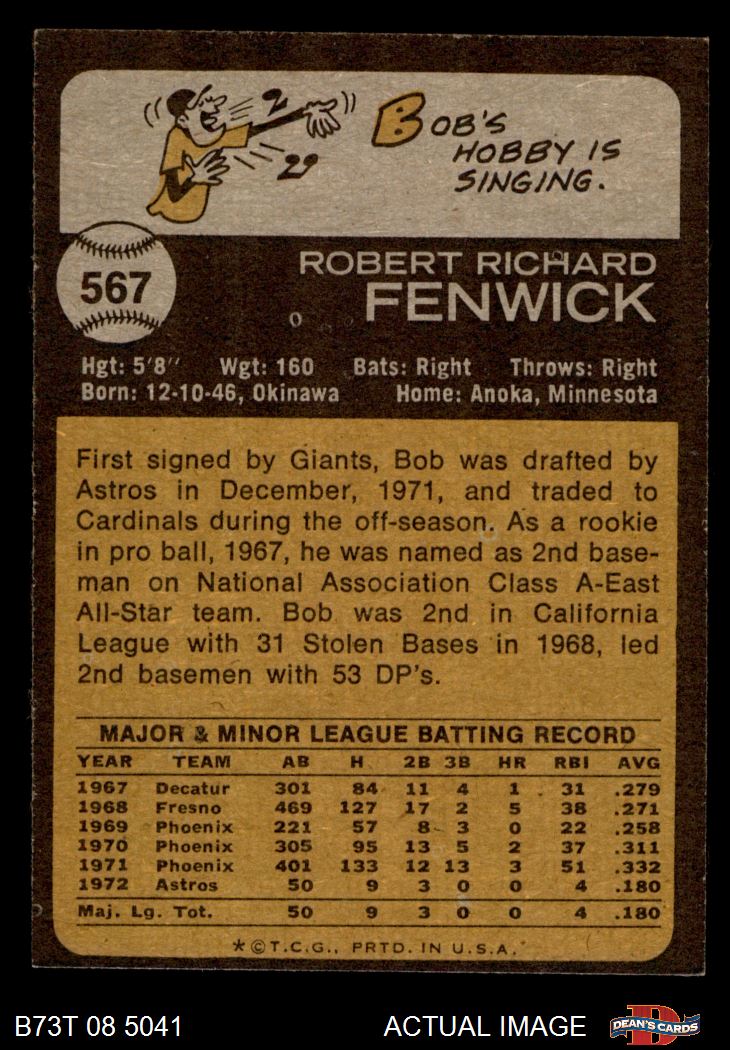 BOB'S
HOBBY IS
SINGING.
567
ROBERT RICHARD
FENWICK
Hgt: 5'8" Wgt: 160 Bats: Right Throws: Right
Born: 12-10-46, Okinawa Home: Anoka, Minnesota
First signed by Giants, Bob was drafted by
Astros in December, 1971, and traded to
Cardinals during the off-season. As a rookie
in pro ball, 1967, he was named as 2nd base-
man on National Association Class A-East
All-Star team. Bob was 2nd in California
League with 31 Stolen Bases in 1968, led
2nd basemen with 53 DP's.
MAJOR & MINOR LEAGUE BATTING RECORD
YEAR TEAM AB H 2B 3B HR RBI AVG
1967 Decatur 301 84 11 4 1 31 .279
1968 Fresno 469 127 17 2 5 38 .271
1969 Phoenix 221 57 8 3 0 22 .258
1970 Phoenix 305 95 13 5 2 37 .311
1971 Phoenix 401 133 12 13 3 51 .332
1972 Astros 50 9 3 0 0 4 .180
Maj. Lg. Tot. 50 9 3 0 0 4 .180
*©T.C.G., PRTD. IN U.S.A.
B73T 08 5041 ACTUAL IMAGE DEAN'S CARDS